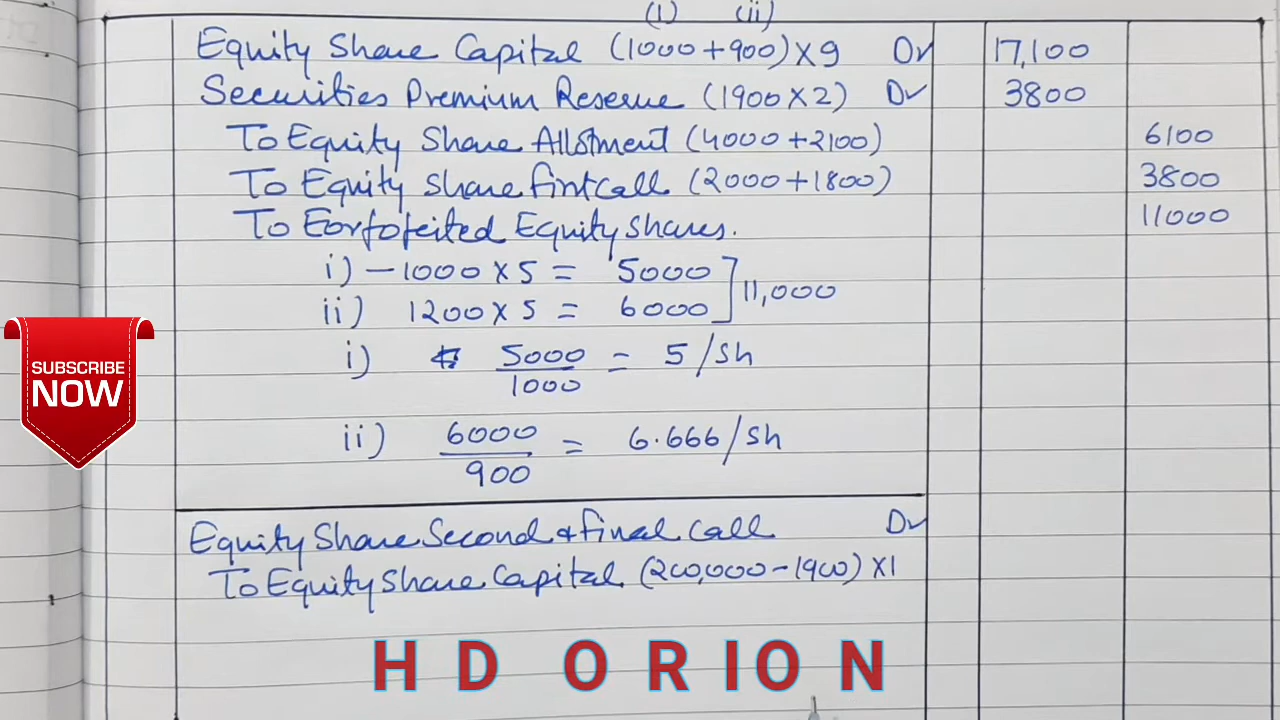 (i) (ii)
Equity Share Capital (1000+900)×9 Dr 17,100
Securities Premium Reserve (1900×2) Dr 3800
To Equity Share Allotment (4000+2100) 6100
To Equity Share First Call (2000+1800) 3800
To Forfofeited Equity Shares. 11000
i) – 1000 × 5 = 5000
11,000
ii) 1200 × 5 = 6000
i) 5000/1000 = 5/Sh
ii) 6000/900 = 6.666/Sh
Equity Share Second & final Call Dr
To Equity Share Capital (200,000-1900) ×1
SUBSCRIBE
NOW
HD ORION